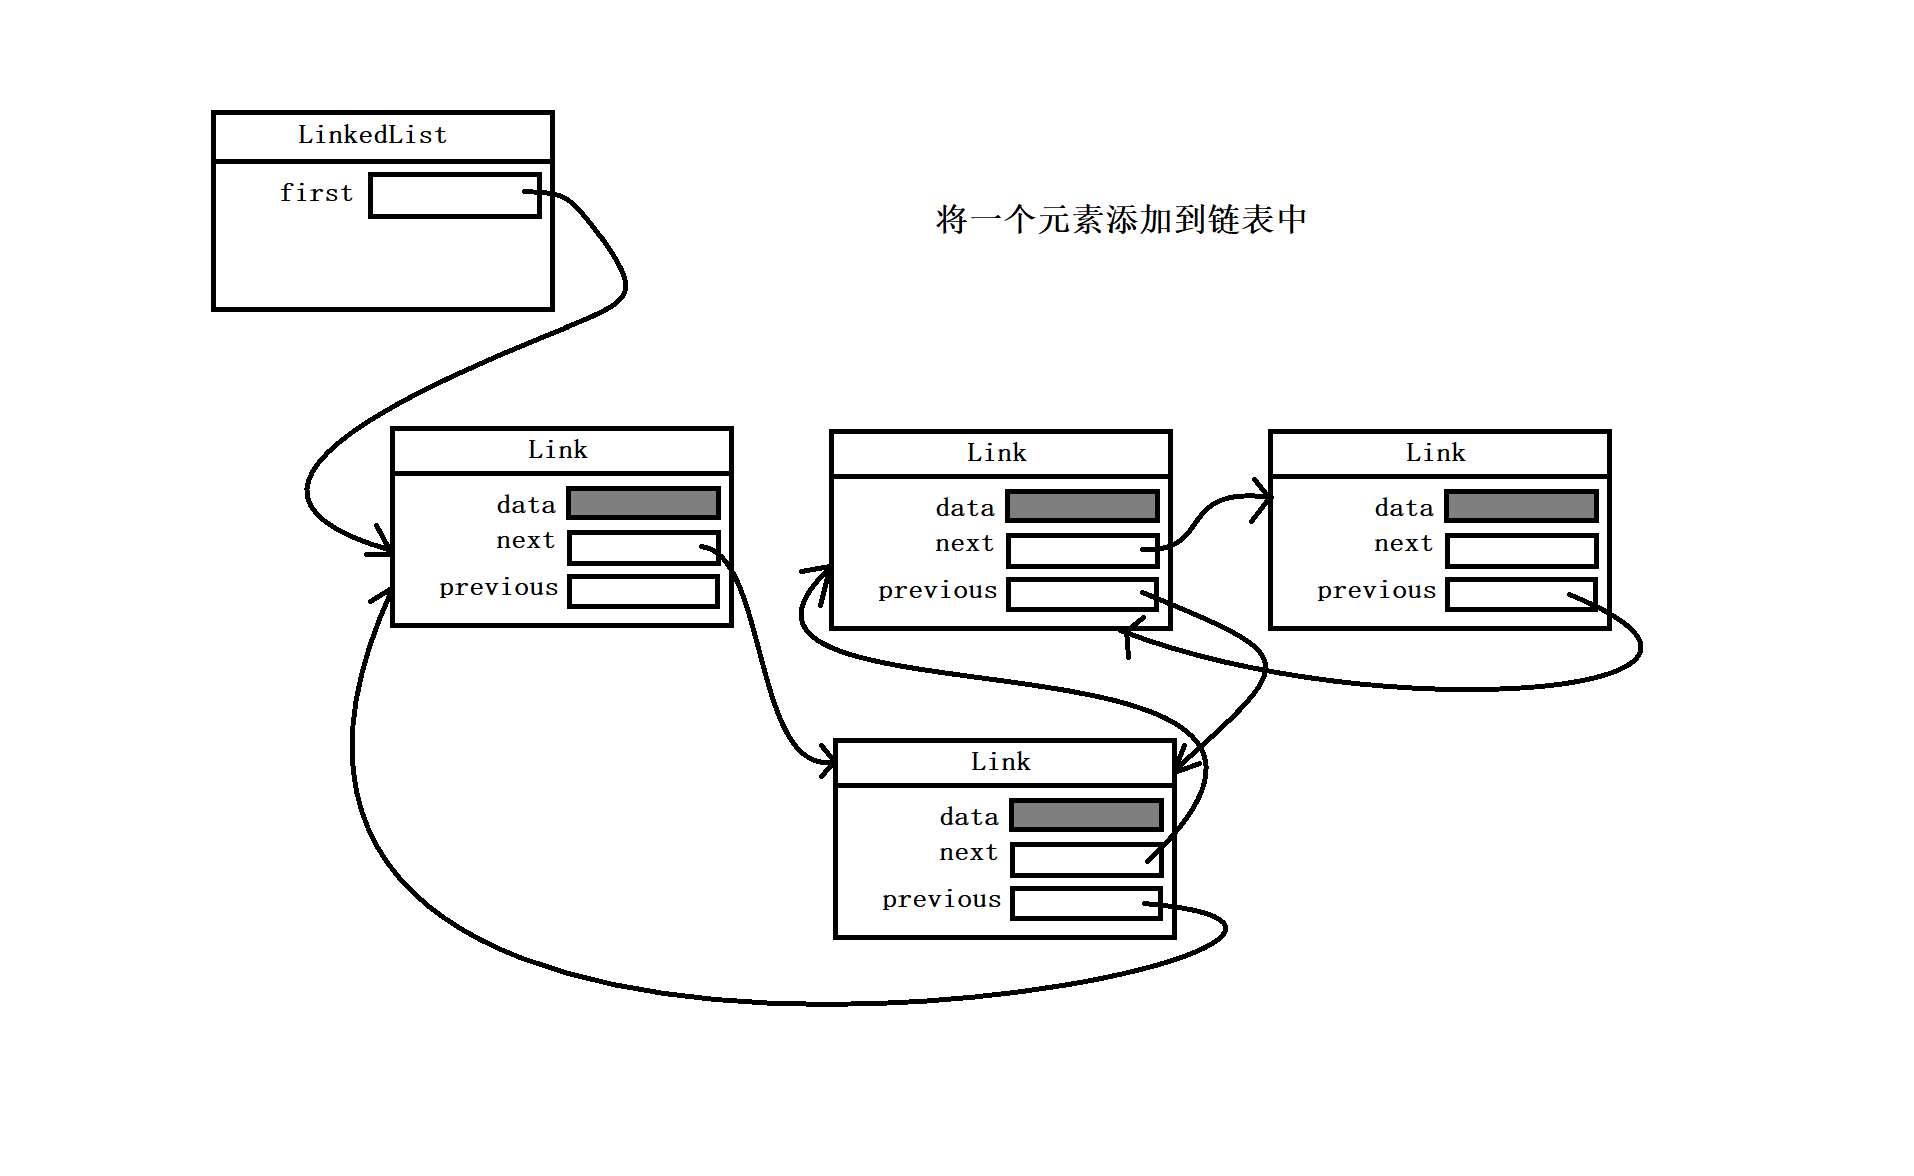 LinkedList
first
将一个元素添加到链表中
Link
data
next
previous
Link
data
next
previous
Link
data
next
previous
Link
data
next
previous